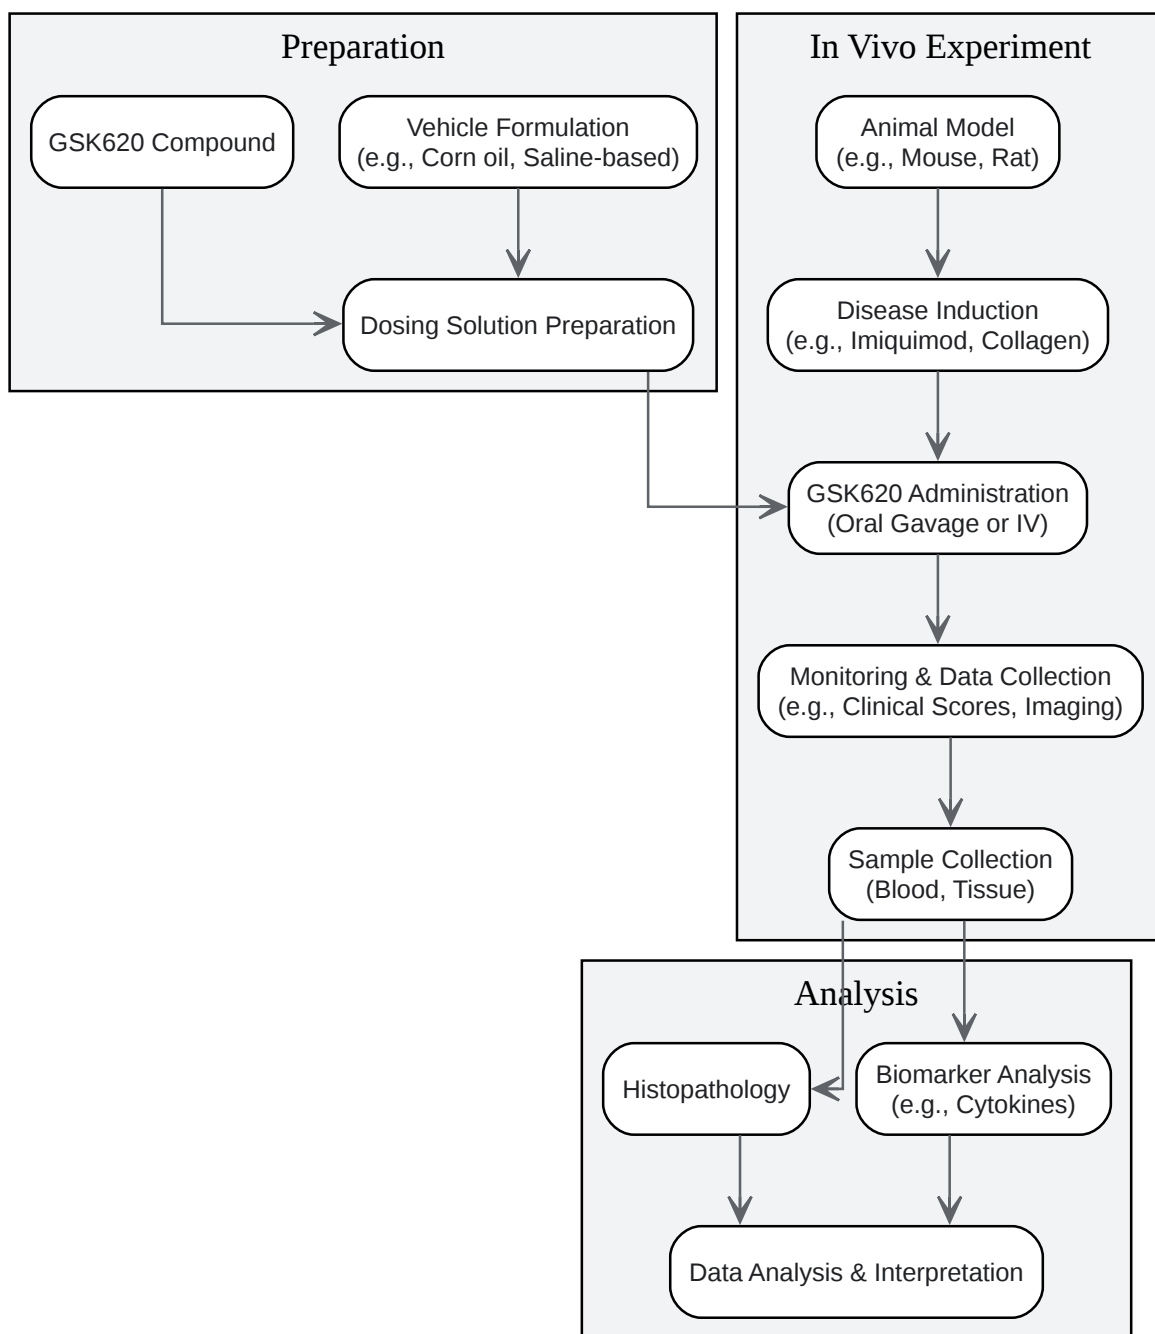 Preparation
GSK620 Compound
Vehicle Formulation
(e.g., Corn oil, Saline-based)
Dosing Solution Preparation
In Vivo Experiment
Animal Model
(e.g., Mouse, Rat)
Disease Induction
(e.g., Imiquimod, Collagen)
GSK620 Administration
(Oral Gavage or IV)
Monitoring & Data Collection
(e.g., Clinical Scores, Imaging)
Sample Collection
(Blood, Tissue)
Analysis
Histopathology
Biomarker Analysis
(e.g., Cytokines)
Data Analysis & Interpretation